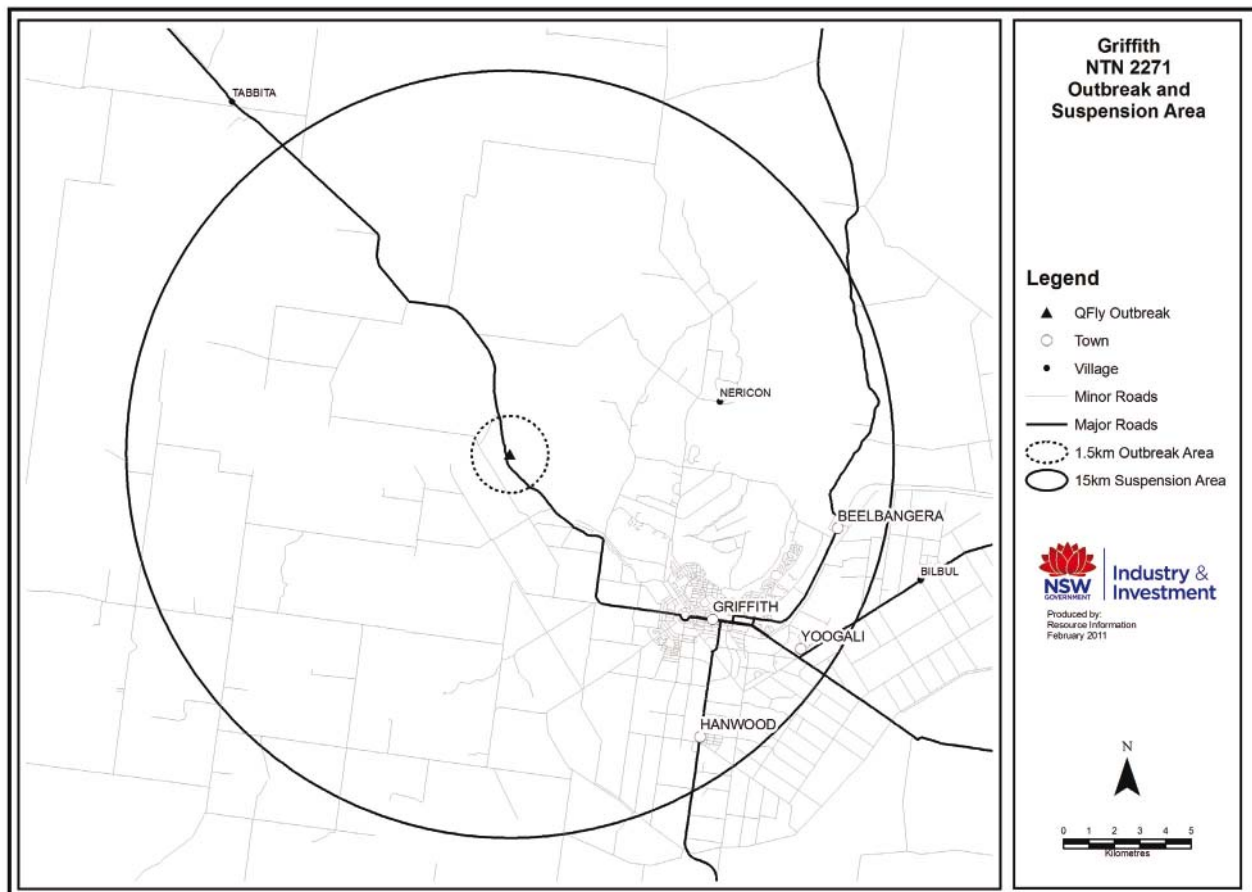 TABBITA
NERICON
BEELBANGERA
BILBUL
GRIFFITH
YOOGALI
HANWOOD
Griffith
NTN 2271
Outbreak and
Suspension Area
Legend
QFly Outbreak
Town
Village
Minor Roads
Major Roads
1.5km Outbreak Area
15km Suspension Area
NSW
GOVERNMENT
Industry &
Investment
Produced by:
Resource Information
February 2011
N
0 1 2 3 4 5
Kilometres